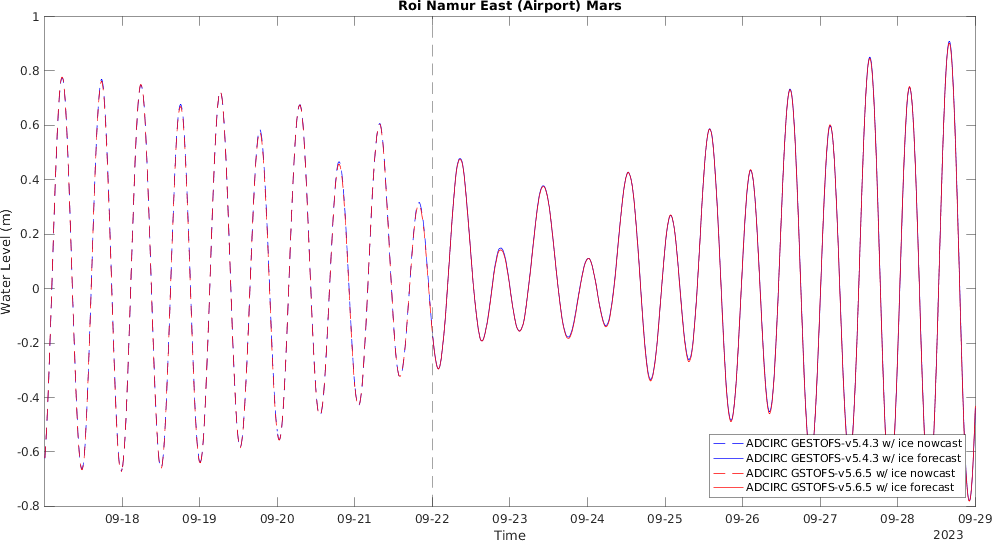 Roi Namur East (Airport) Mars
1
0.8
0.6
0.4
0.2
0
-0.2
-0.4
-0.6
-0.8
Water Level (m)
ADCIRC GESTOFS-v5.4.3 w/ ice nowcast
ADCIRC GESTOFS-v5.4.3 w/ ice forecast
ADCIRC GSTOFS-v5.6.5 w/ ice nowcast
ADCIRC GSTOFS-v5.6.5 w/ ice forecast
09-18 09-19 09-20 09-21 09-22 09-23 09-24 09-25 09-26 09-27 09-28 09-29
Time
2023